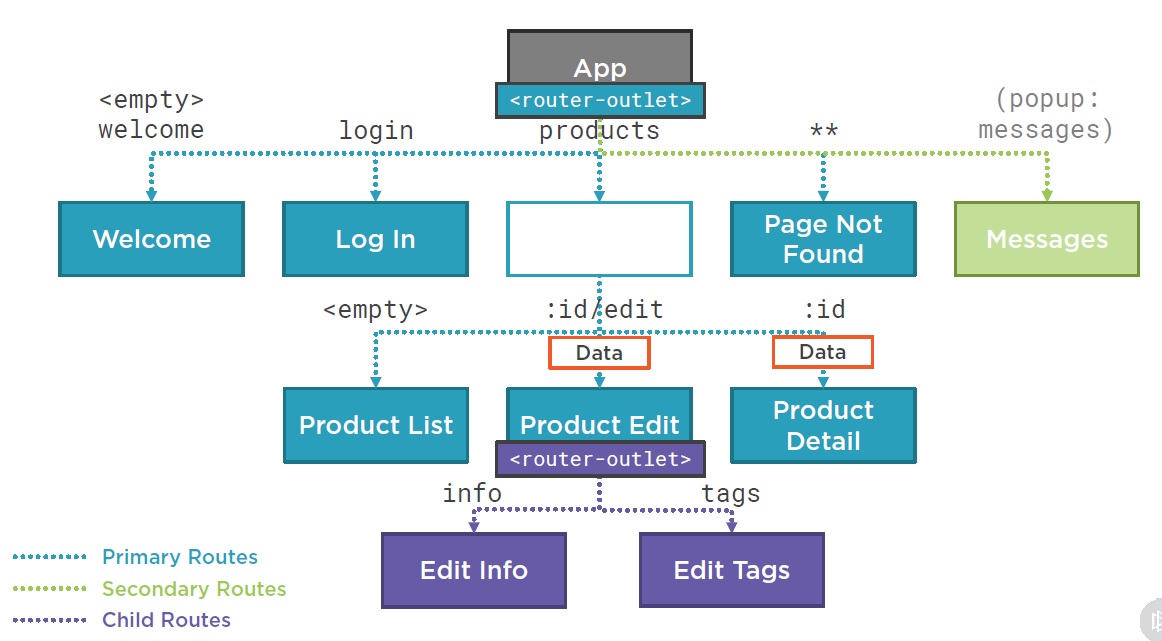 App
<router-outlet>
<empty>
welcome
login
products
**
(popup:
messages)
Welcome
Log In
Page Not
Found
Messages
<empty>
:id/edit
:id
Data
Data
Product List
Product Edit
Product
Detail
<router-outlet>
info
tags
Edit Info
Edit Tags
Primary Routes
Secondary Routes
Child Routes